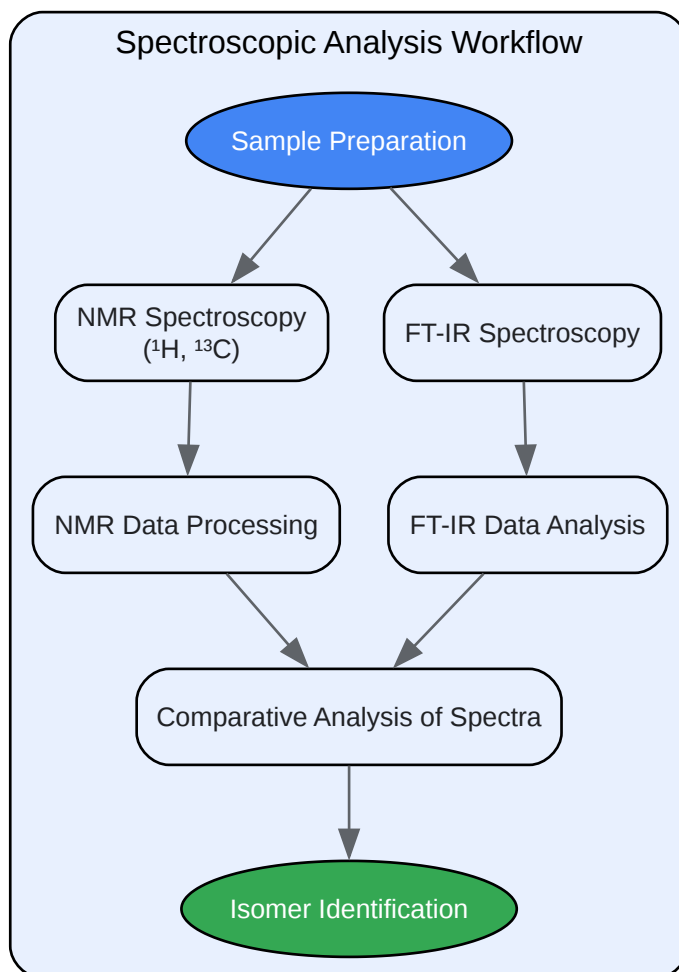 Spectroscopic Analysis Workflow
Sample Preparation
NMR Spectroscopy
(¹H, ¹³C)
FT-IR Spectroscopy
NMR Data Processing
FT-IR Data Analysis
Comparative Analysis of Spectra
Isomer Identification